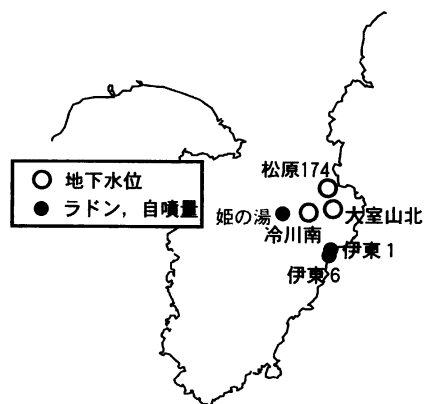 松原174
地下水位
ラドン，自噴量
姫の湯
大室山北
冷川南
伊東1
伊東6